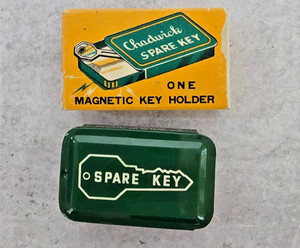 Chadwick
SPARE KEY
ONE
MAGNETIC KEY HOLDER
SPARE KEY